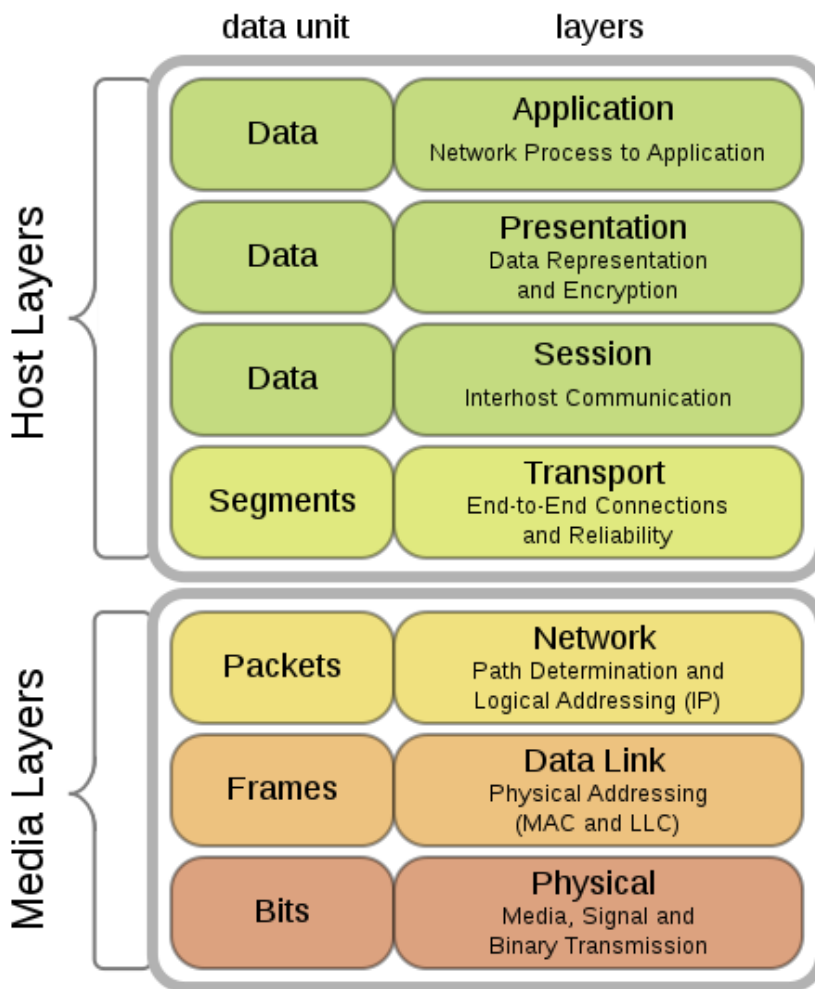 data unit layers
Host Layers
Data
Application
Network Process to Application
Data
Presentation
Data Representation
and Encryption
Data
Session
Interhost Communication
Segments
Transport
End-to-End Connections
and Reliability
Media Layers
Packets
Network
Path Determination and
Logical Addressing (IP)
Frames
Data Link
Physical Addressing
(MAC and LLC)
Bits
Physical
Media, Signal and
Binary Transmission